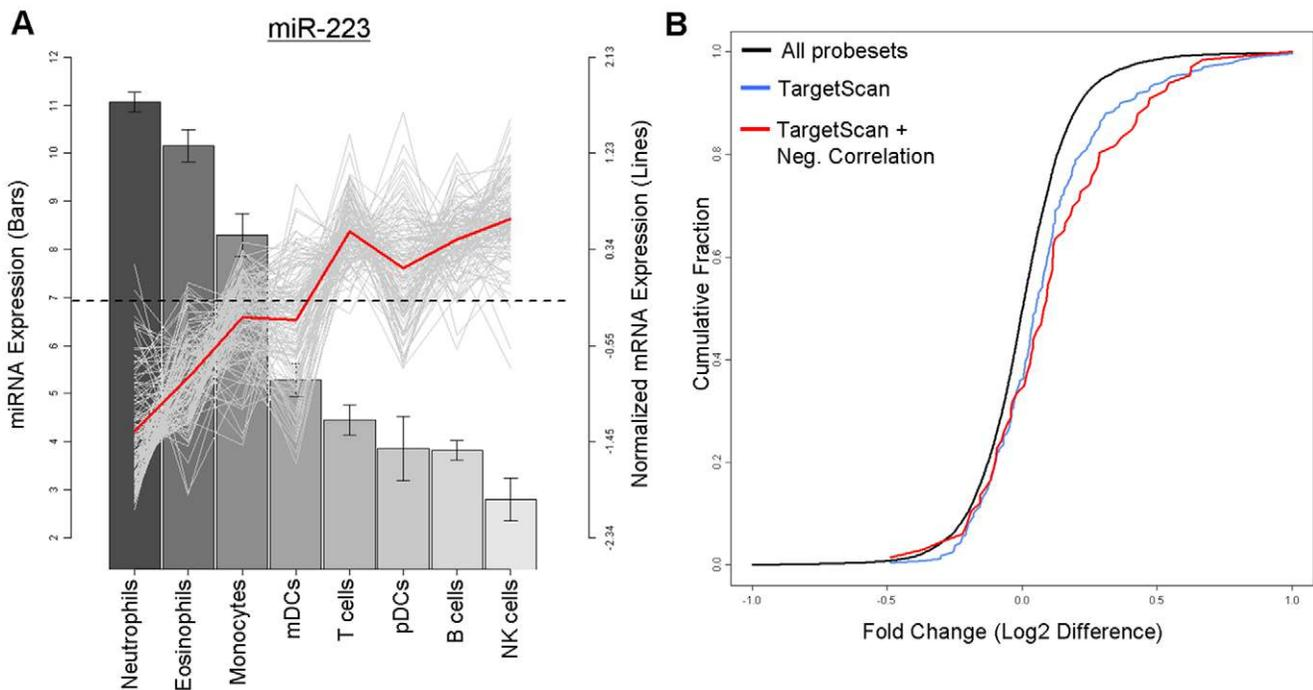 A
miR-223
miRNA Expression (Bars)
12
11
10
9
8
7
6
5
4
3
2
Normalized mRNA Expression (Lines)
2.13
1.23
0.34
-0.55
-1.45
-2.34
Neutrophils
Eosinophils
Monocytes
mDCs
T cells
pDCs
B cells
NK cells
B
All probesets
TargetScan
TargetScan +
Neg. Correlation
Cumulative Fraction
1.0
0.8
0.6
0.4
0.2
0.0
-1.0
-0.5
0.0
0.5
1.0
Fold Change (Log2 Difference)